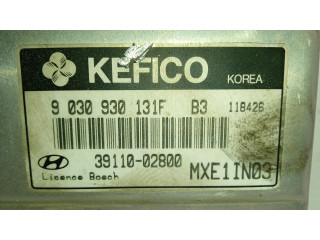 KEFICO KOREA
9 030 930 131F B3 118426
39110-02800
Licence Bosch MXE1IN03